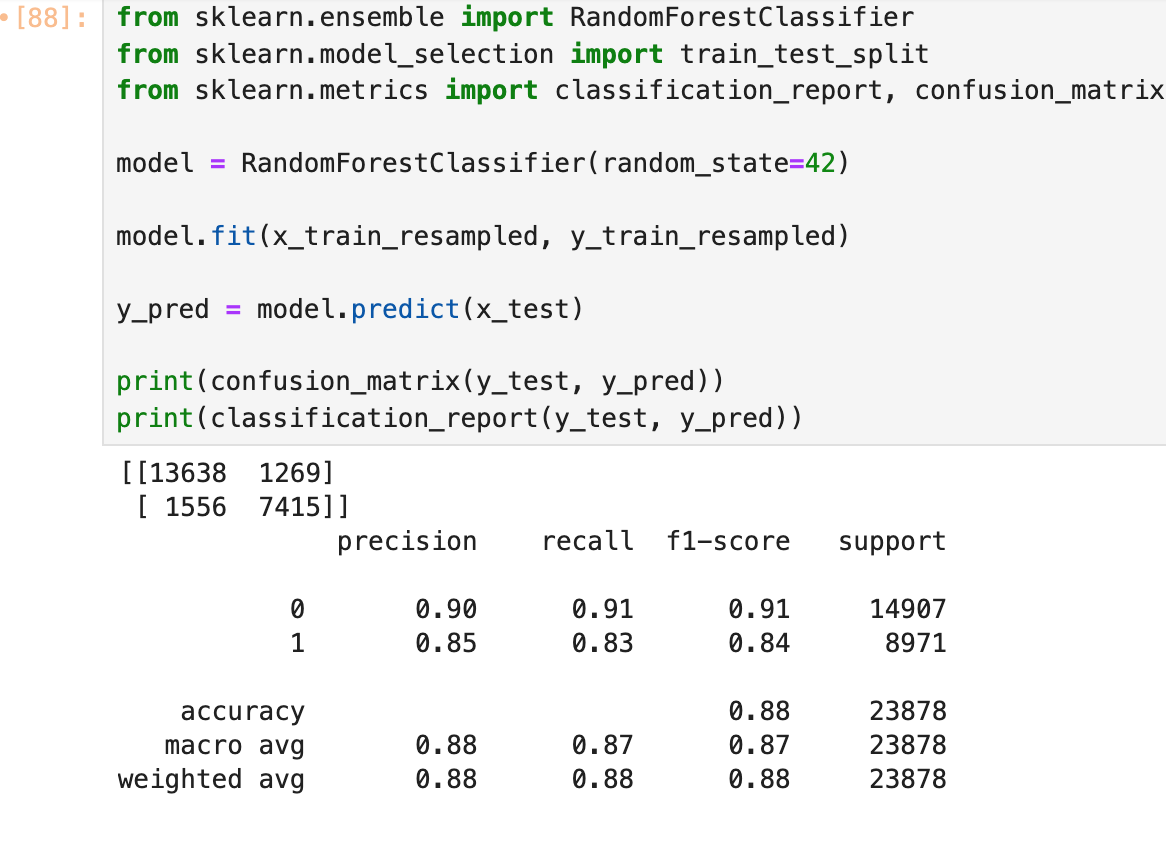 [88]: from sklearn.ensemble import RandomForestClassifier
from sklearn.model_selection import train_test_split
from sklearn.metrics import classification_report, confusion_matrix
model = RandomForestClassifier(random_state=42)
model.fit(x_train_resampled, y_train_resampled)
y_pred = model.predict(x_test)
print(confusion_matrix(y_test, y_pred))
print(classification_report(y_test, y_pred))
[[13638  1269]
 [ 1556  7415]]
              precision    recall  f1-score   support
           0       0.90      0.91      0.91     14907
           1       0.85      0.83      0.84      8971
    accuracy                           0.88     23878
   macro avg       0.88      0.87      0.87     23878
weighted avg       0.88      0.88      0.88     23878